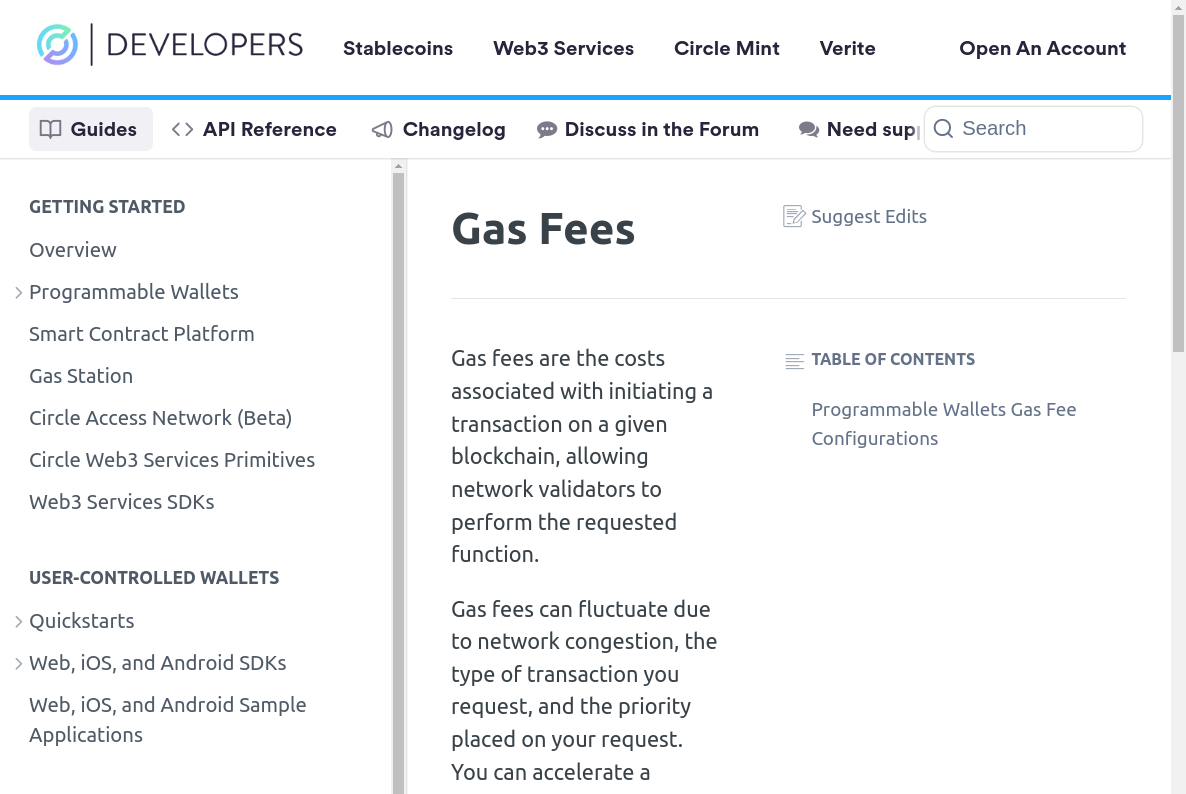 DEVELOPERS
Stablecoins
Web3 Services
Circle Mint
Verite
Open An Account
Guides
API Reference
Changelog
Discuss in the Forum
Need sup
Search
GETTING STARTED
Overview
Programmable Wallets
Smart Contract Platform
Gas Station
Circle Access Network (Beta)
Circle Web3 Services Primitives
Web3 Services SDKs
USER-CONTROLLED WALLETS
Quickstarts
Web, iOS, and Android SDKs
Web, iOS, and Android Sample
Applications
Gas Fees
Suggest Edits
Gas fees are the costs
associated with initiating a
transaction on a given
blockchain, allowing
network validators to
perform the requested
function.
Gas fees can fluctuate due
to network congestion, the
type of transaction you
request, and the priority
placed on your request.
You can accelerate a
TABLE OF CONTENTS
Programmable Wallets Gas Fee
Configurations